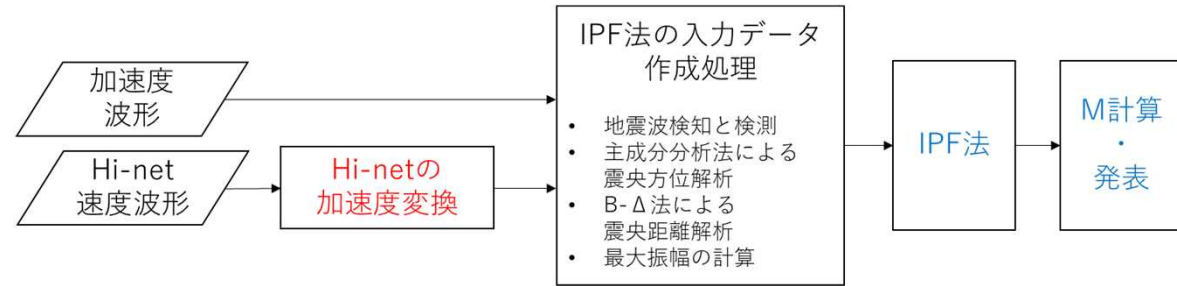 加速度
波形
Hi-net
速度波形
Hi-netの
加速度変換
IPF法の入力データ
作成処理
• 地震波検知と検測
• 主成分分析法による
震央方位解析
• B-Δ法による
震央距離解析
• 最大振幅の計算
IPF法
M計算
・
発表